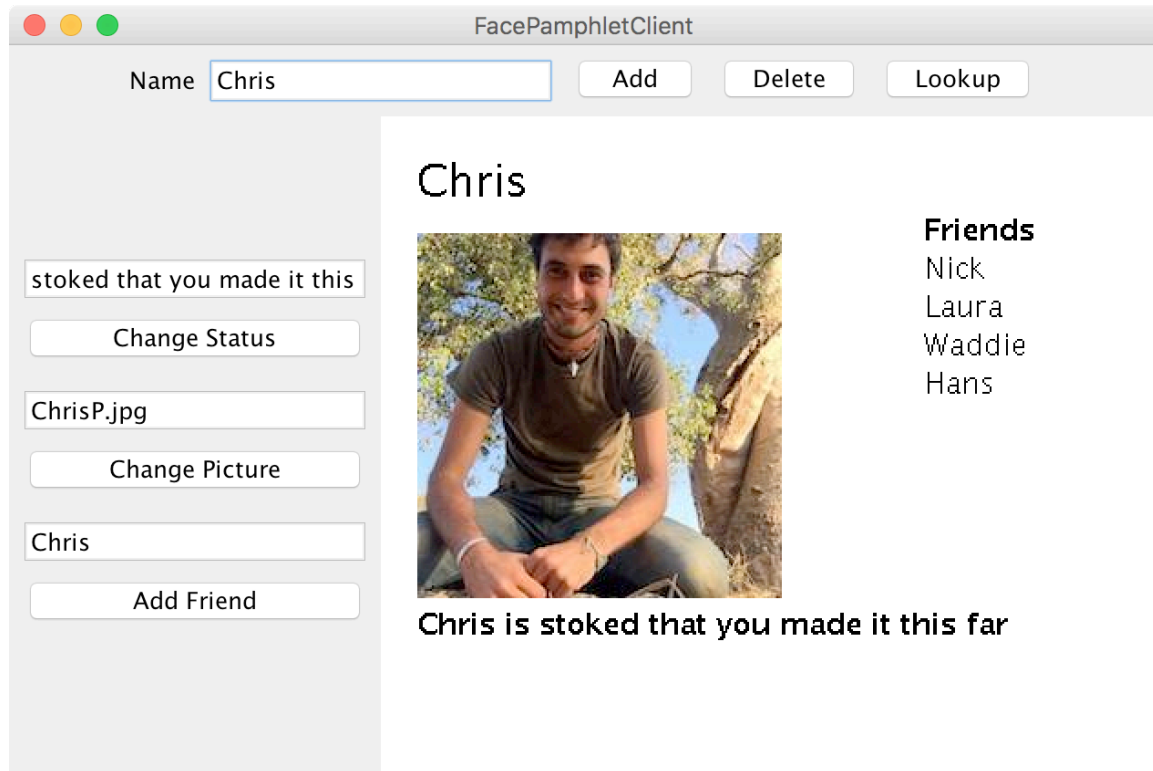 FacePamphletClient
Name Chris Add Delete Lookup
stoked that you made it this
Change Status
ChrisP.jpg
Change Picture
Chris
Add Friend
Chris
Friends
Nick
Laura
Waddie
Hans
Chris is stoked that you made it this far